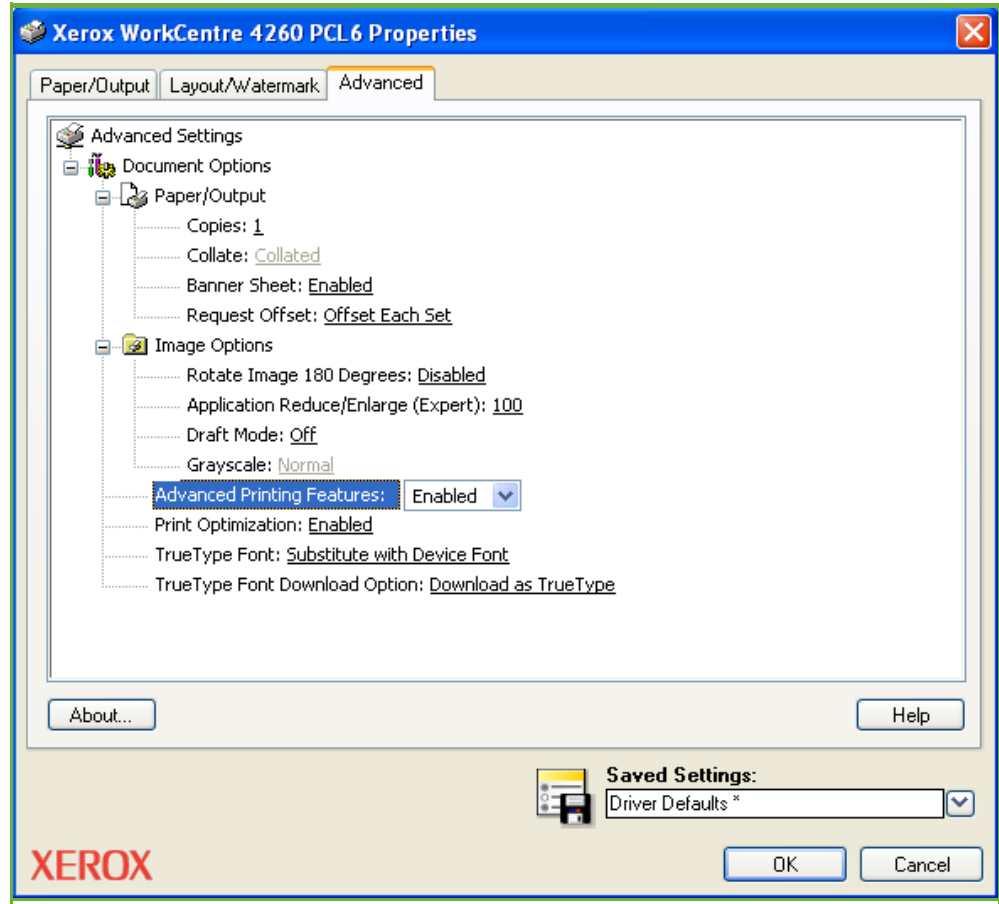 Xerox WorkCentre 4260 PCL6 Properties
Paper/Output Layout/Watermark Advanced
Advanced Settings
Document Options
Paper/Output
Copies: 1
Collate: Collated
Banner Sheet: Enabled
Request Offset: Offset Each Set
Image Options
Rotate Image 180 Degrees: Disabled
Application Reduce/Enlarge (Expert): 100
Draft Mode: Off
Grayscale: Normal
Advanced Printing Features: Enabled
Print Optimization: Enabled
TrueType Font: Substitute with Device Font
TrueType Font Download Option: Download as TrueType
About... Help
Saved Settings:
Driver Defaults *
XEROX OK Cancel